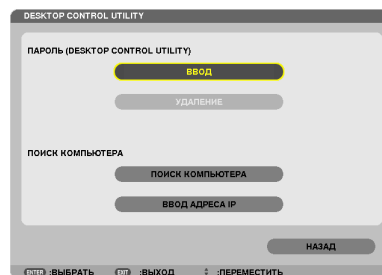 DESKTOP CONTROL UTILITY
ПАРОЛЬ (DESKTOP CONTROL UTILITY)
ВВОД
УДАЛЕНИЕ
ПОИСК КОМПЬЮТЕРА
ПОИСК КОМПЬЮТЕРА
ВВОД АДРЕСА IP
НАЗАД
ENTER :ВЫБРАТЬ EXIT :ВЫХОД :ПЕРЕМЕСТИТЬ